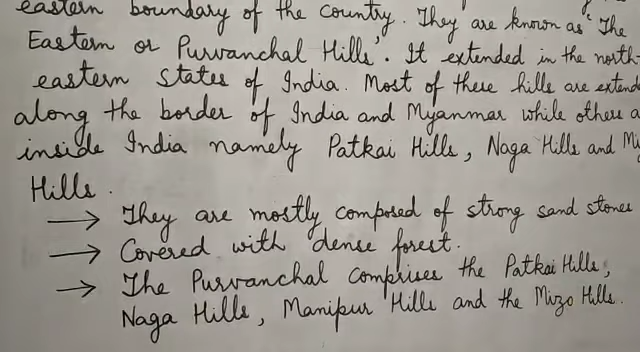 eastern boundary of the country. They are known as 'The
Eastern or Purvanchal Hills'. It extended in the north-
eastern states of India. Most of these hills are extend
along the border of India and Myanmar while others a
inside India namely Patkai Hills, Naga Hills and Mi
Hills.
→ They are mostly composed of strong sand stones
→ Covered with dense forest.
→ The Purvanchal comprises the Patkai Hills,
Naga Hills, Manipur Hills and the Mizo Hills.